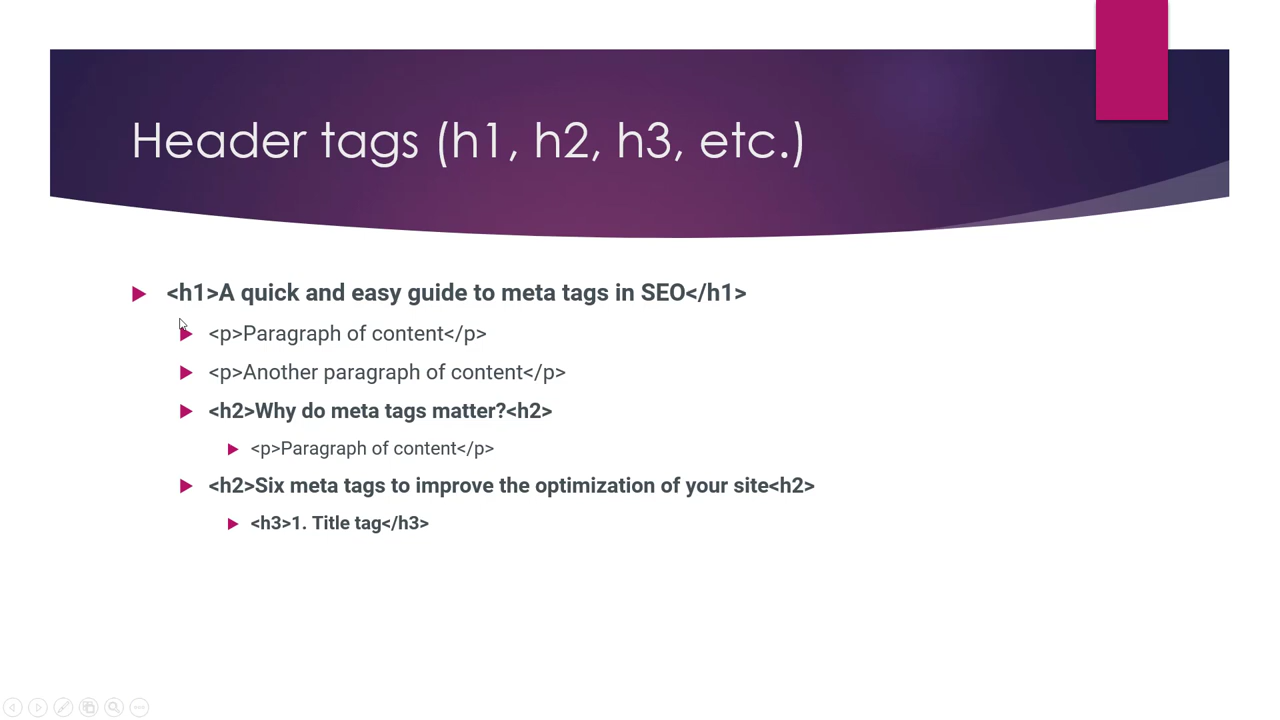 Header tags (h1, h2, h3, etc.)
<h1>A quick and easy guide to meta tags in SEO</h1>
<p>Paragraph of content</p>
<p>Another paragraph of content</p>
<h2>Why do meta tags matter?<h2>
<p>Paragraph of content</p>
<h2>Six meta tags to improve the optimization of your site<h2>
<h3>1. Title tag</h3>